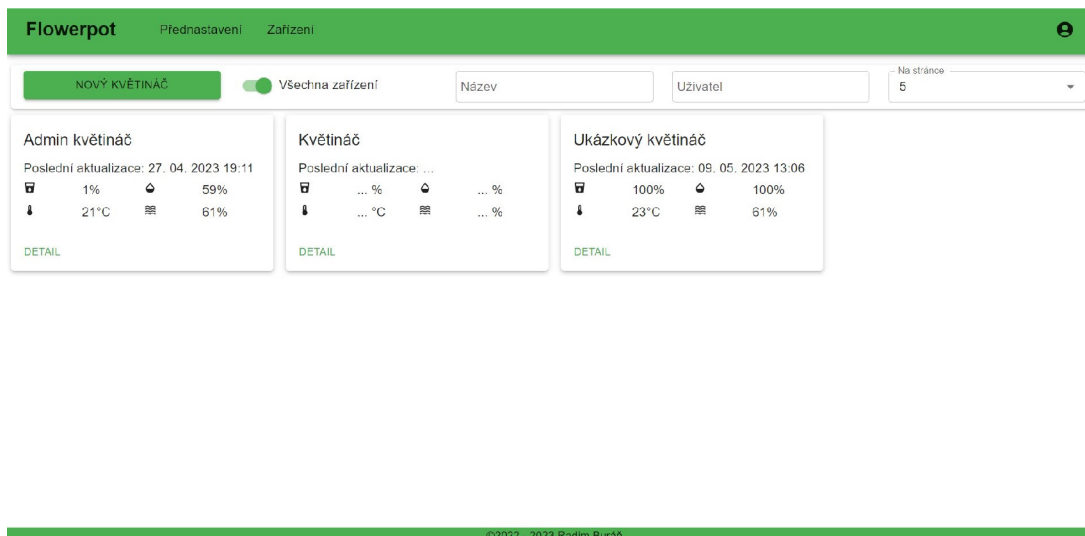 Flowerpot Přednastavení Zařízení
NOVÝ KVĚTINÁČ Všechna zařízení Název Uživatel Na stránce 5
Admin květináč
Poslední aktualizace: 27. 04. 2023 19:11
1% 59%
21°C 61%
DETAIL
Květináč
Poslední aktualizace: ...
... % ... %
... °C ... %
DETAIL
Ukázkový květináč
Poslední aktualizace: 09. 05. 2023 13:06
100% 100%
23°C 61%
DETAIL
©2022 - 2023 Radim Buráň